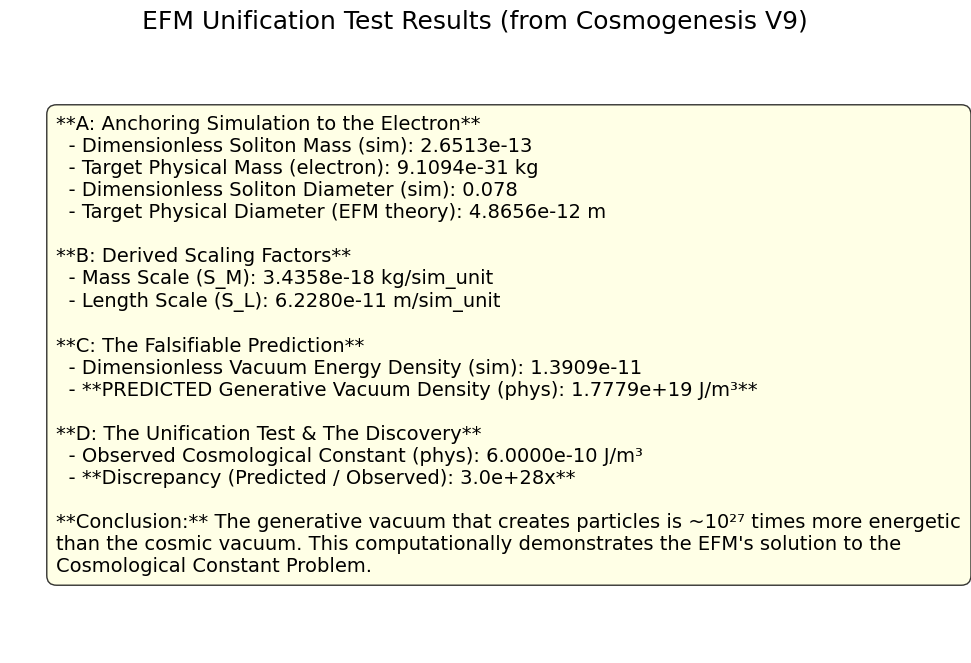 EFM Unification Test Results (from Cosmogenesis V9)
**A: Anchoring Simulation to the Electron**
- Dimensionless Soliton Mass (sim): 2.6513e-13
- Target Physical Mass (electron): 9.1094e-31 kg
- Dimensionless Soliton Diameter (sim): 0.078
- Target Physical Diameter (EFM theory): 4.8656e-12 m
**B: Derived Scaling Factors**
- Mass Scale (S_M): 3.4358e-18 kg/sim_unit
- Length Scale (S_L): 6.2280e-11 m/sim_unit
**C: The Falsifiable Prediction**
- Dimensionless Vacuum Energy Density (sim): 1.3909e-11
- **PREDICTED Generative Vacuum Density (phys): 1.7779e+19 J/m³**
**D: The Unification Test & The Discovery**
- Observed Cosmological Constant (phys): 6.0000e-10 J/m³
- **Discrepancy (Predicted / Observed): 3.0e+28x**
**Conclusion:** The generative vacuum that creates particles is ~10²⁷ times more energetic
than the cosmic vacuum. This computationally demonstrates the EFM's solution to the
Cosmological Constant Problem.